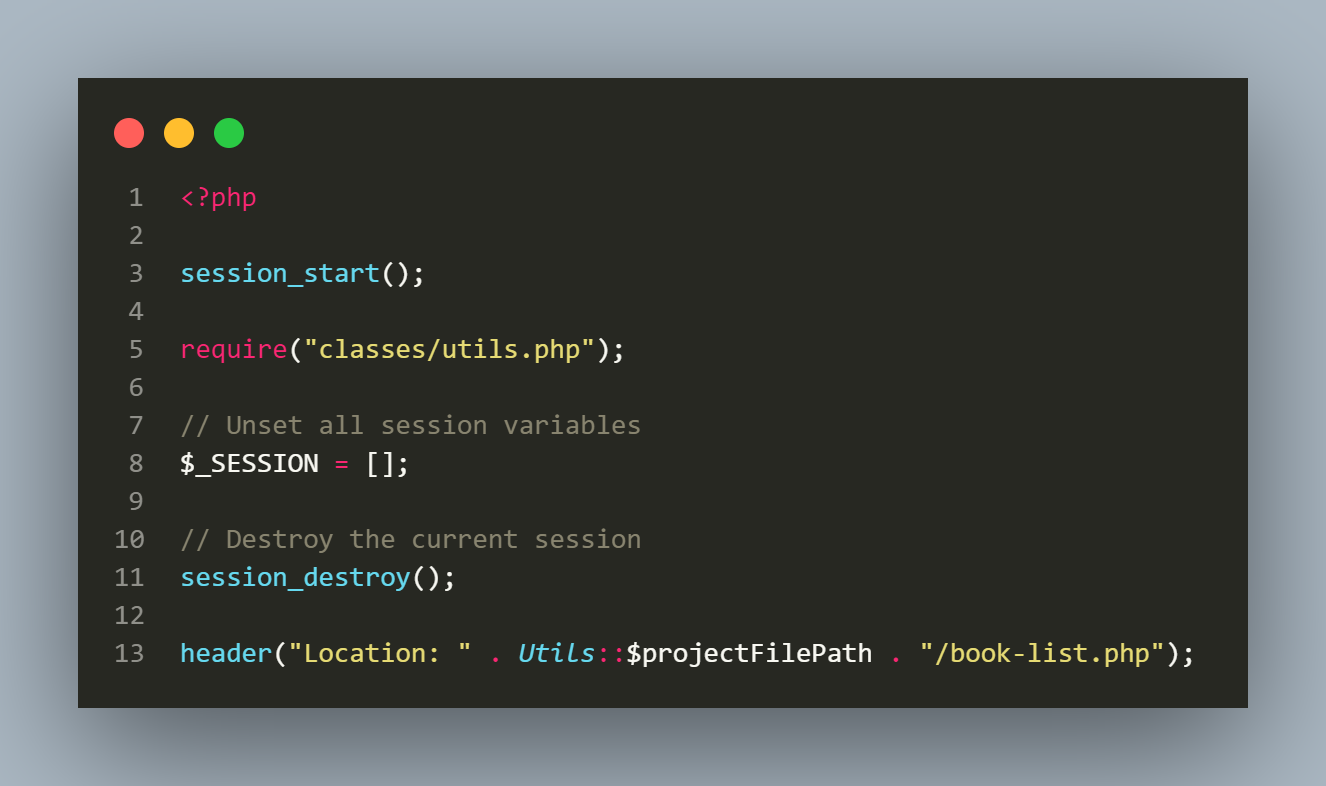 1 <?php
2
3 session_start();
4
5 require("classes/utils.php");
6
7 // Unset all session variables
8 $_SESSION = [];
9
10 // Destroy the current session
11 session_destroy();
12
13 header("Location: " . Utils::$projectFilePath . "/book-list.php");